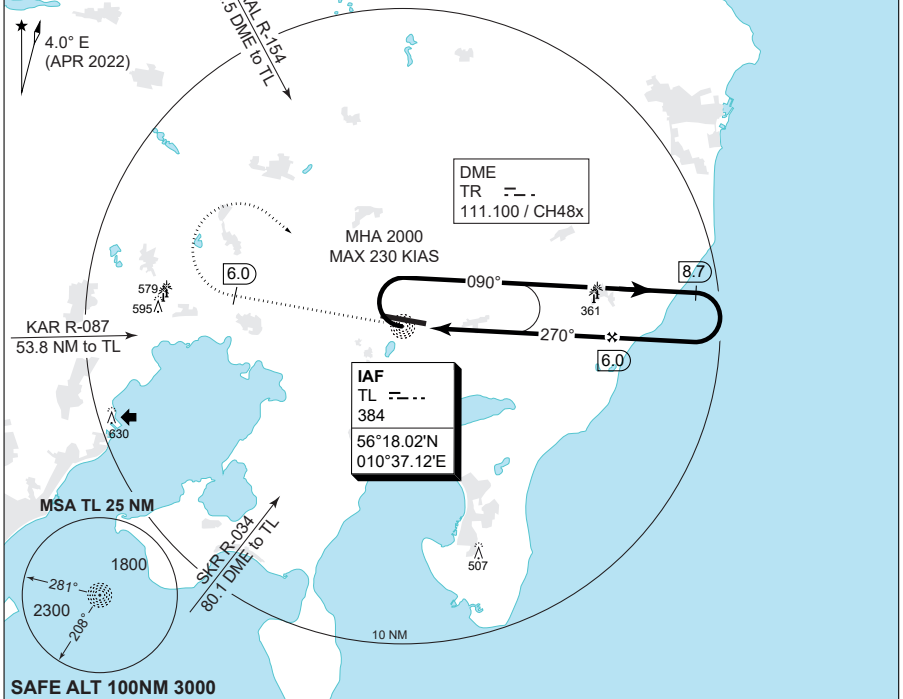 AL R-154
.5 DME to TL
4.0° E
(APR 2022)
DME
TR
111.100 / CH48x
MHA 2000
MAX 230 KIAS
6.0
090°
8.7
579
595
361
KAR R-087
53.8 NM to TL
270°
6.0
IAF
TL
384
56°18.02'N
010°37.12'E
630
MSA TL 25 NM
SKR R-034
80.1 DME to TL
1800
281°
2300
208°
507
10 NM
SAFE ALT 100NM 3000